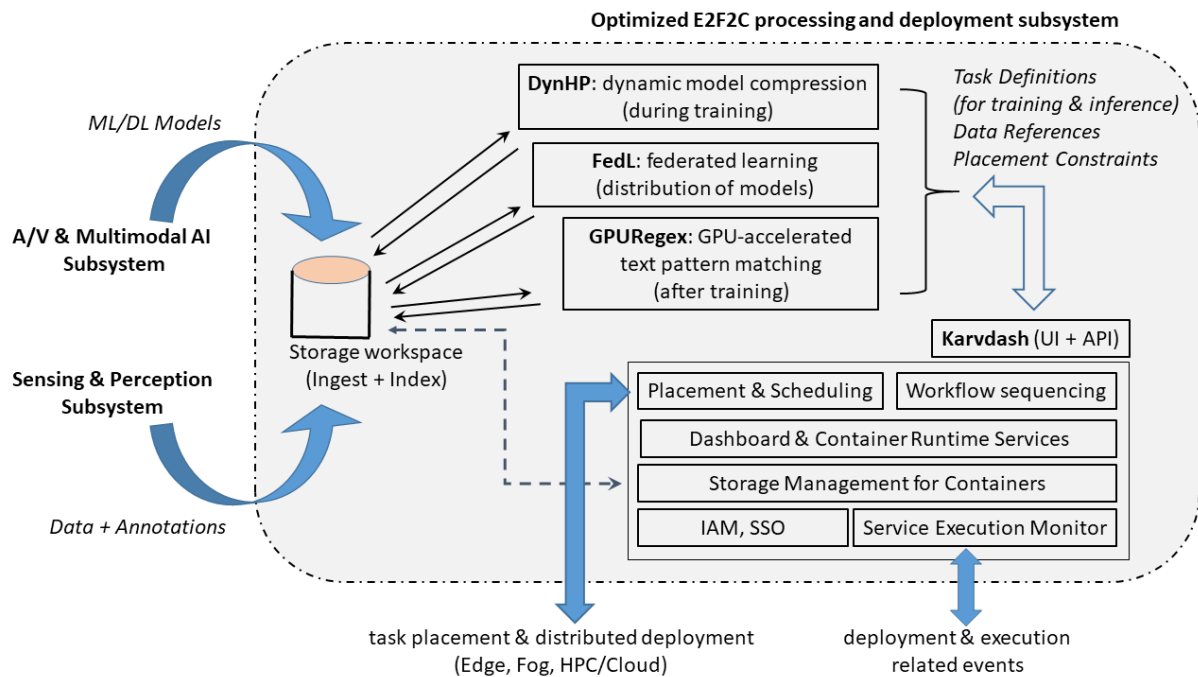 Optimized E2F2C processing and deployment subsystem
ML/DL Models
A/V & Multimodal AI
Subsystem
Sensing & Perception
Subsystem
Data + Annotations
Storage workspace
(Ingest + Index)
DynHP: dynamic model compression
(during training)
FedL: federated learning
(distribution of models)
GPURegex: GPU-accelerated
text pattern matching
(after training)
Task Definitions
(for training & inference)
Data References
Placement Constraints
Karvdash (UI + API)
Placement & Scheduling
Workflow sequencing
Dashboard & Container Runtime Services
Storage Management for Containers
IAM, SSO
Service Execution Monitor
task placement & distributed deployment
(Edge, Fog, HPC/Cloud)
deployment & execution
related events